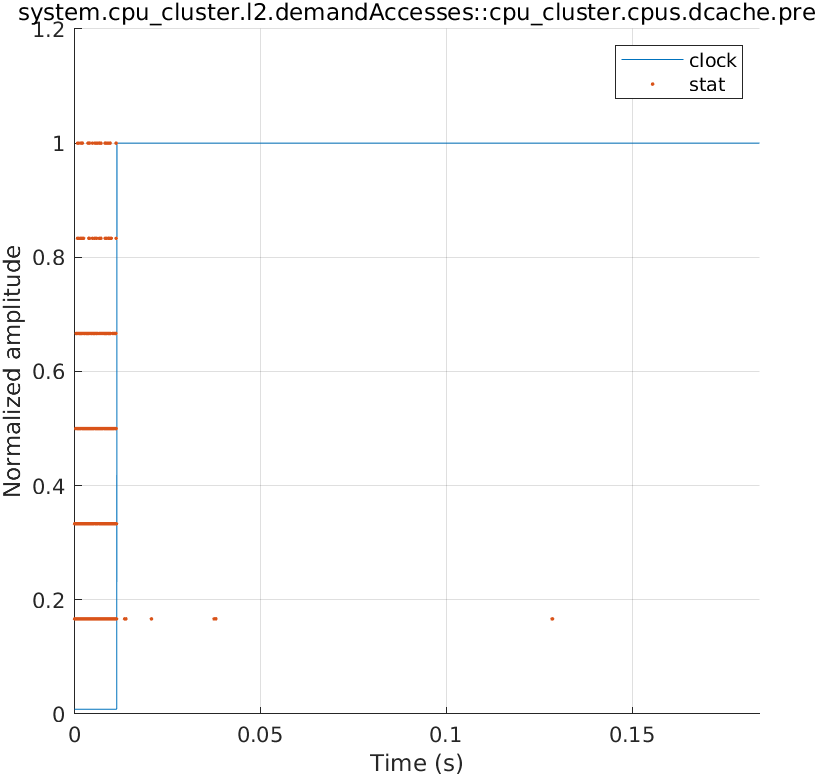 system.cpu_cluster.l2.demandAccesses::cpu_cluster.cpus.dcache.pre
1.2
clock
stat
1
0.8
Normalized amplitude
0.6
0.4
0.2
0
0 0.05 0.1 0.15
Time (s)